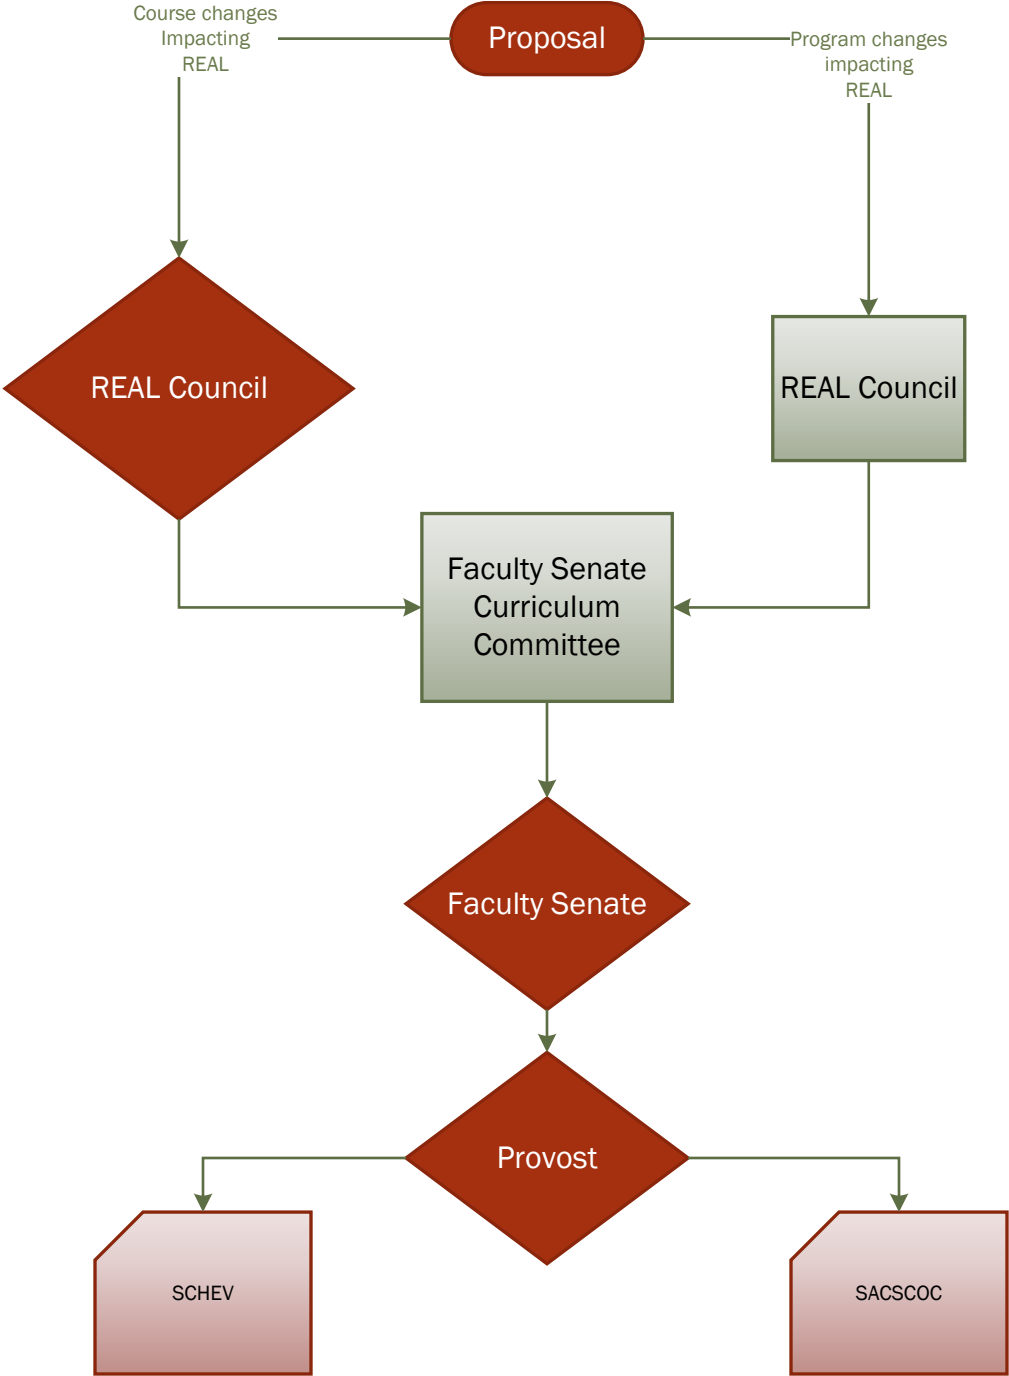 Course changes
Impacting
REAL
Proposal
Program changes
impacting
REAL
REAL Council
REAL Council
Faculty Senate
Curriculum
Committee
Faculty Senate
Provost
SCHEV
SACSCOC